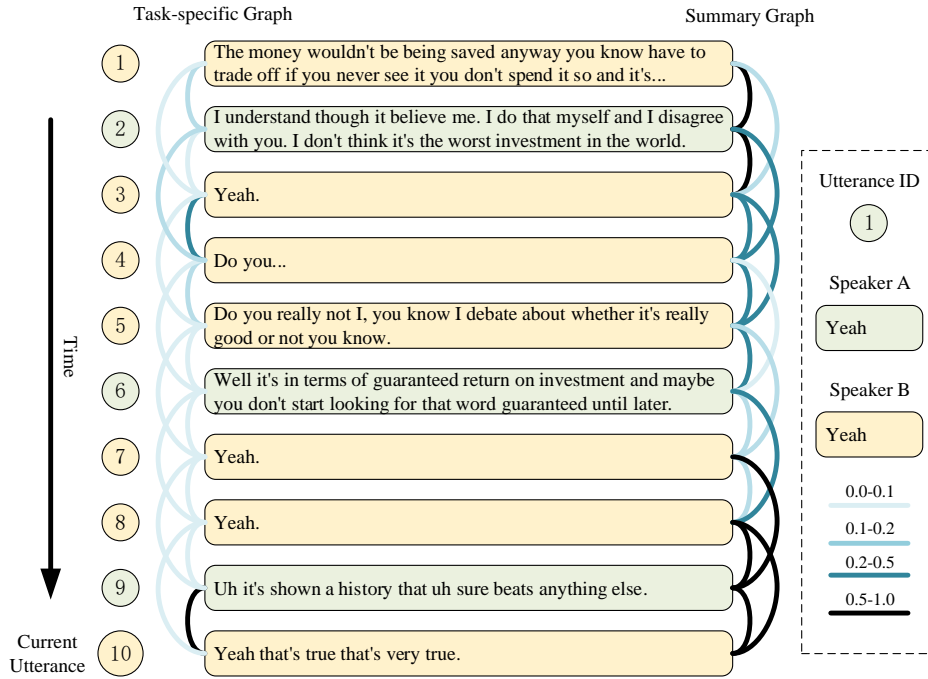 Task-specific Graph
Summary Graph
1
The money wouldn't be being saved anyway you know have to
trade off if you never see it you don't spend it so and it's...
2
I understand though it believe me. I do that myself and I disagree
with you. I don't think it's the worst investment in the world.
3
Yeah.
4
Do you...
5
Do you really not I, you know I debate about whether it's really
good or not you know.
6
Well it's in terms of guaranteed return on investment and maybe
you don't start looking for that word guaranteed until later.
7
Yeah.
8
Yeah.
9
Uh it's shown a history that uh sure beats anything else.
Current
Utterance
10
Yeah that's true that's very true.
Time
Utterance ID
1
Speaker A
Yeah
Speaker B
Yeah
0.0-0.1
0.1-0.2
0.2-0.5
0.5-1.0